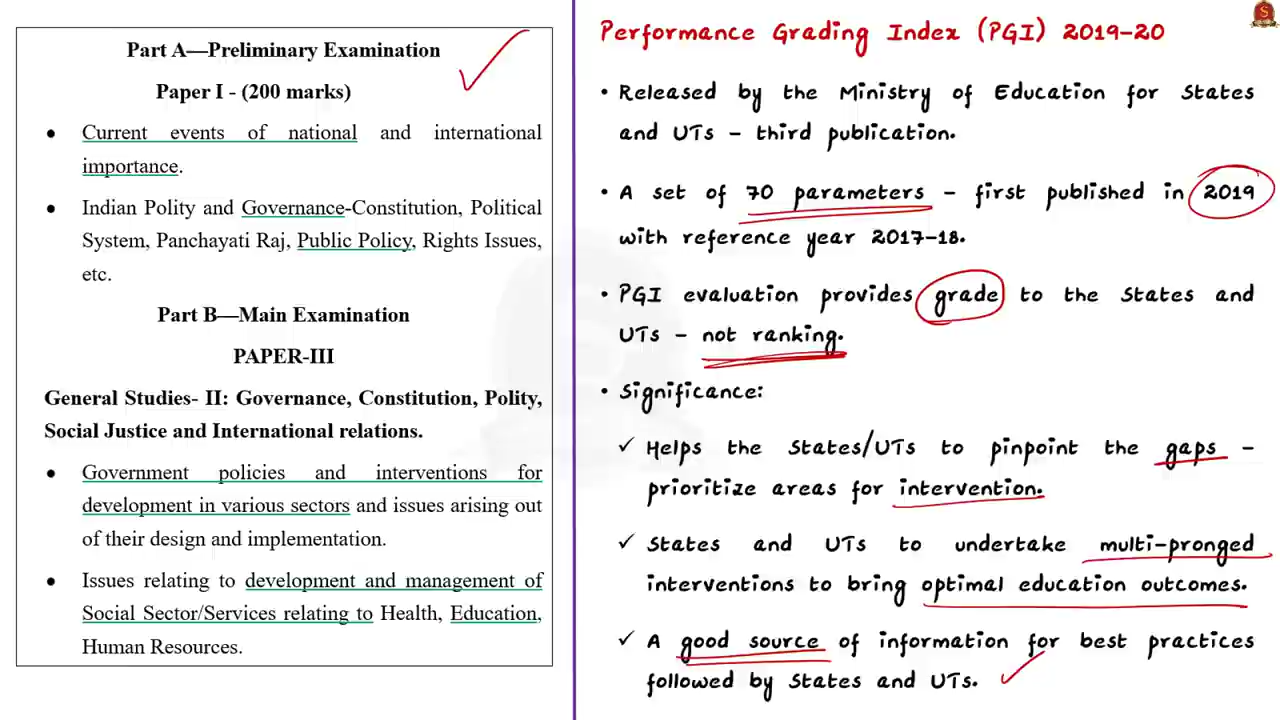 Part A—Preliminary Examination
Paper I - (200 marks)
● Current events of national and international
importance.
● Indian Polity and Governance-Constitution, Political
System, Panchayati Raj, Public Policy, Rights Issues,
etc.
Part B—Main Examination
PAPER-III
General Studies- II: Governance, Constitution, Polity,
Social Justice and International relations.
● Government policies and interventions for
development in various sectors and issues arising out
of their design and implementation.
● Issues relating to development and management of
Social Sector/Services relating to Health, Education,
Human Resources.
Performance Grading Index (PGI) 2019-20
• Released by the Ministry of Education for States
and UTs - third publication.
• A set of 70 parameters - first published in 2019
with reference year 2017-18.
• PGI evaluation provides grade to the States and
UTs - not ranking.
• Significance:
✓ Helps the States/UTs to pinpoint the gaps -
prioritize areas for intervention.
✓ States and UTs to undertake multi-pronged
interventions to bring optimal education outcomes.
✓ A good source of information for best practices
followed by States and UTs.